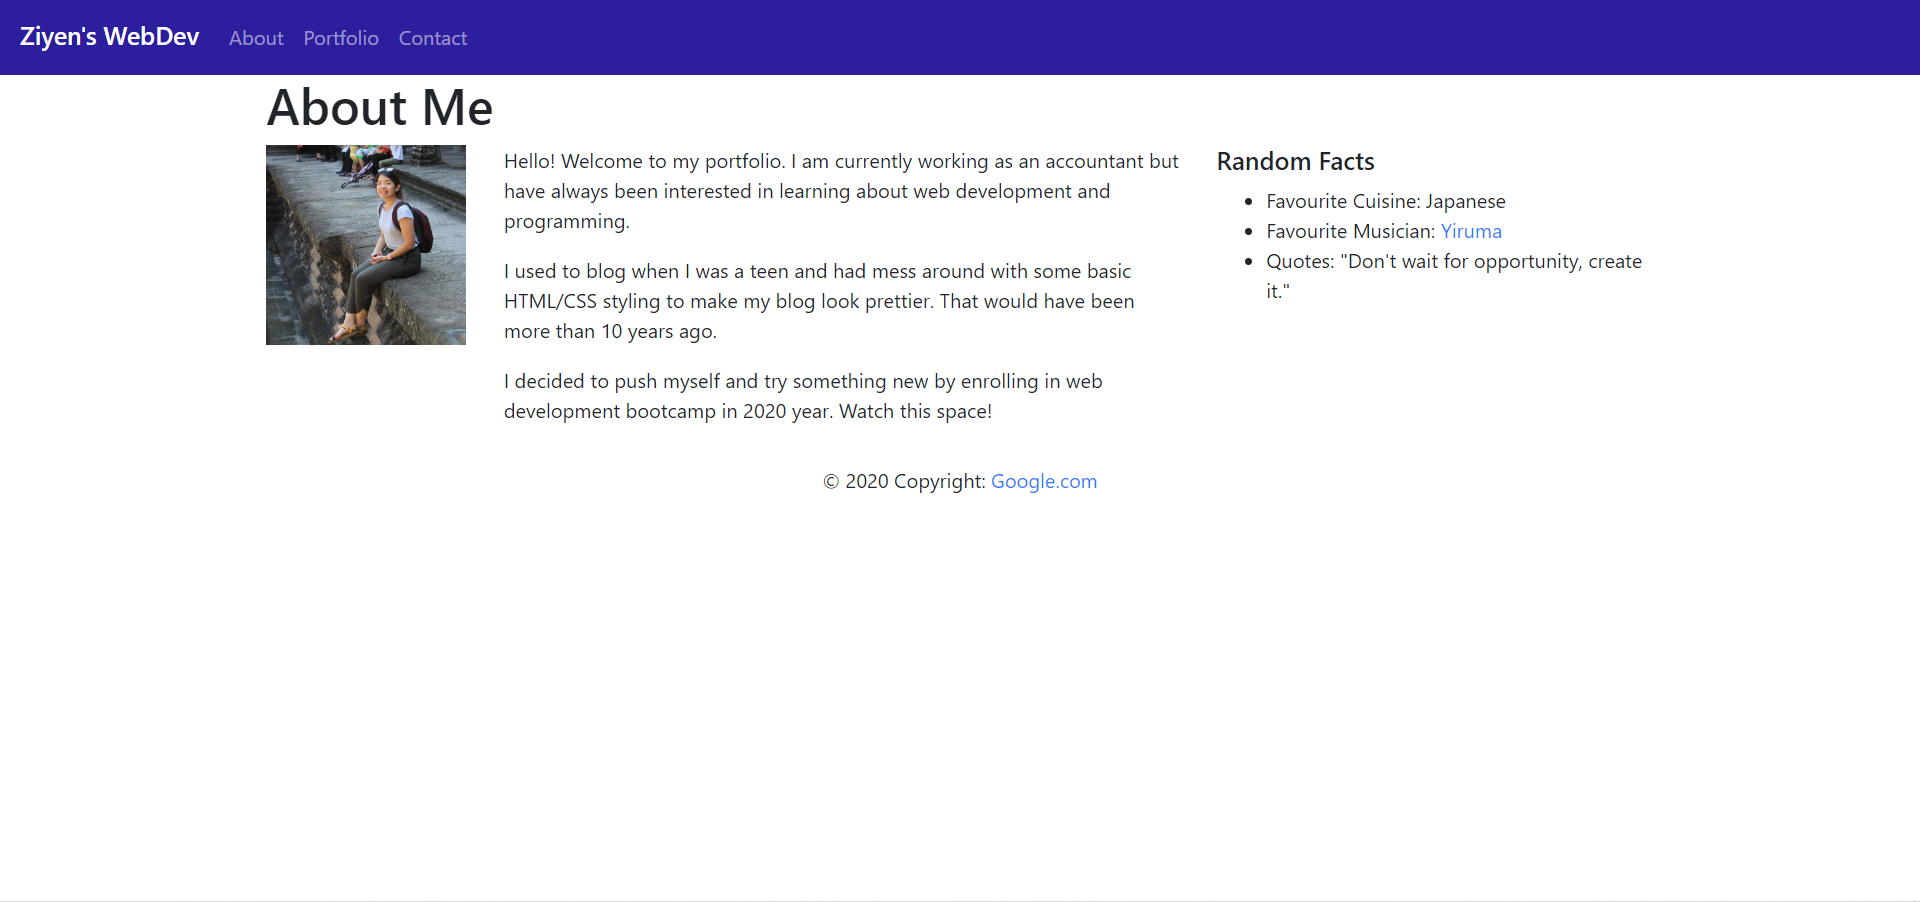 Ziyen's WebDev About Portfolio Contact
About Me
Hello! Welcome to my portfolio. I am currently working as an accountant but
have always been interested in learning about web development and
programming.
I used to blog when I was a teen and had mess around with some basic
HTML/CSS styling to make my blog look prettier. That would have been
more than 10 years ago.
I decided to push myself and try something new by enrolling in web
development bootcamp in 2020 year. Watch this space!
Random Facts
• Favourite Cuisine: Japanese
• Favourite Musician: Yiruma
• Quotes: "Don't wait for opportunity, create
it."
© 2020 Copyright: Google.com